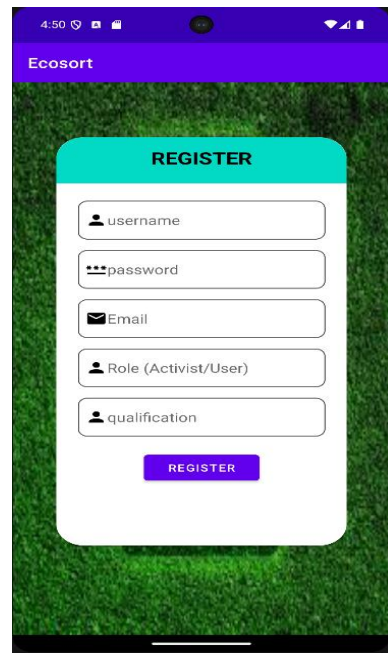 4:50
Ecosort
REGISTER
username
password
Email
Role (Activist/User)
qualification
REGISTER